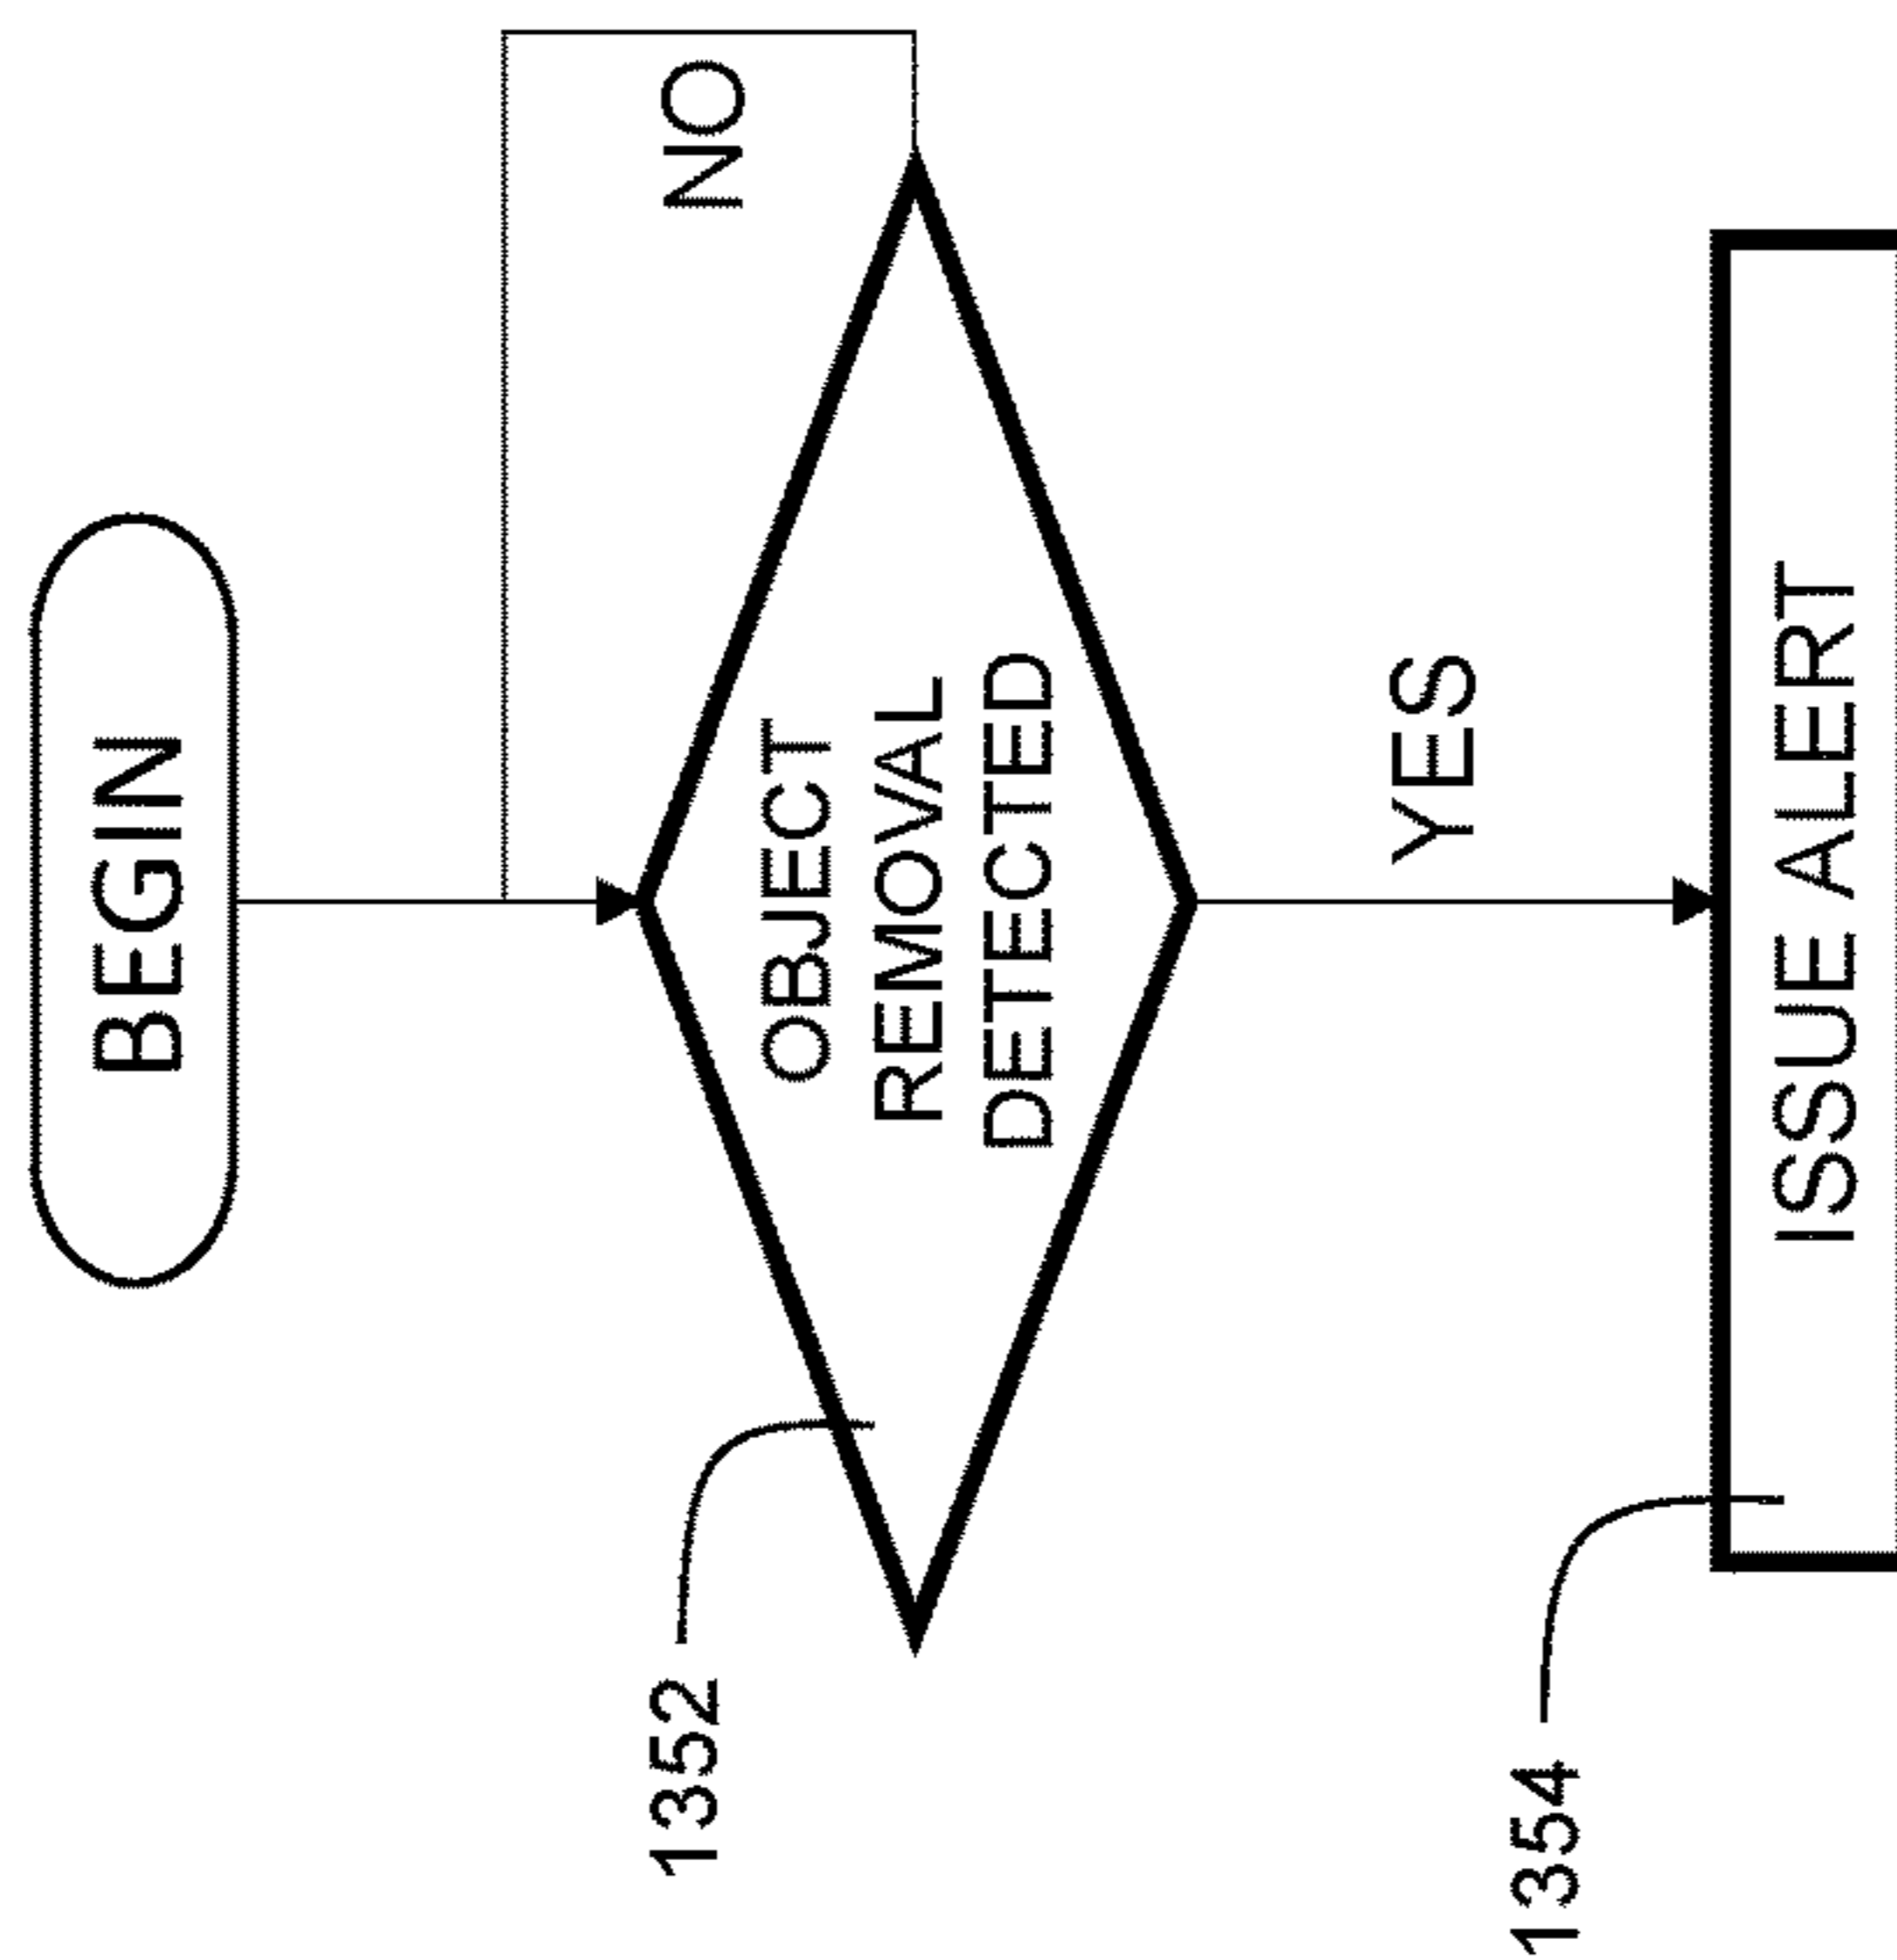 BEGIN
NO
1352
OBJECT
REMOVAL
DETECTED
YES
1354
ISSUE ALERT